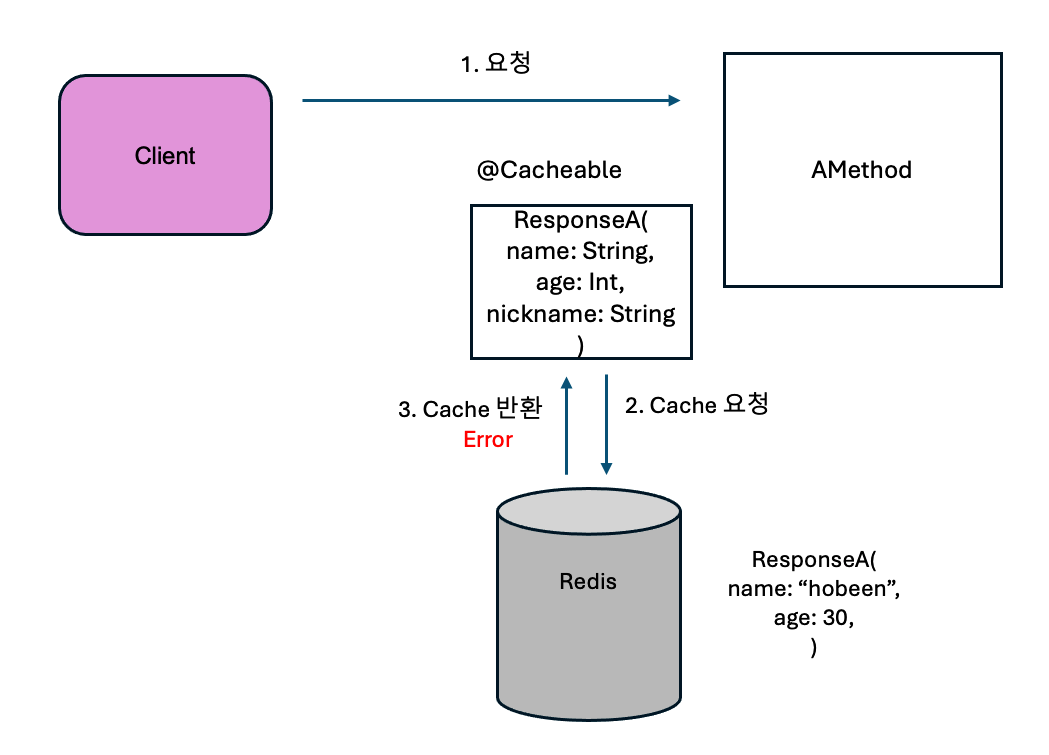 1. 요청
Client
@Cacheable
AMethod
ResponseA(
name: String,
age: Int,
nickname: String
)
3. Cache 반환
Error
2. Cache 요청
Redis
ResponseA(
name: “hobeen”,
age: 30,
)